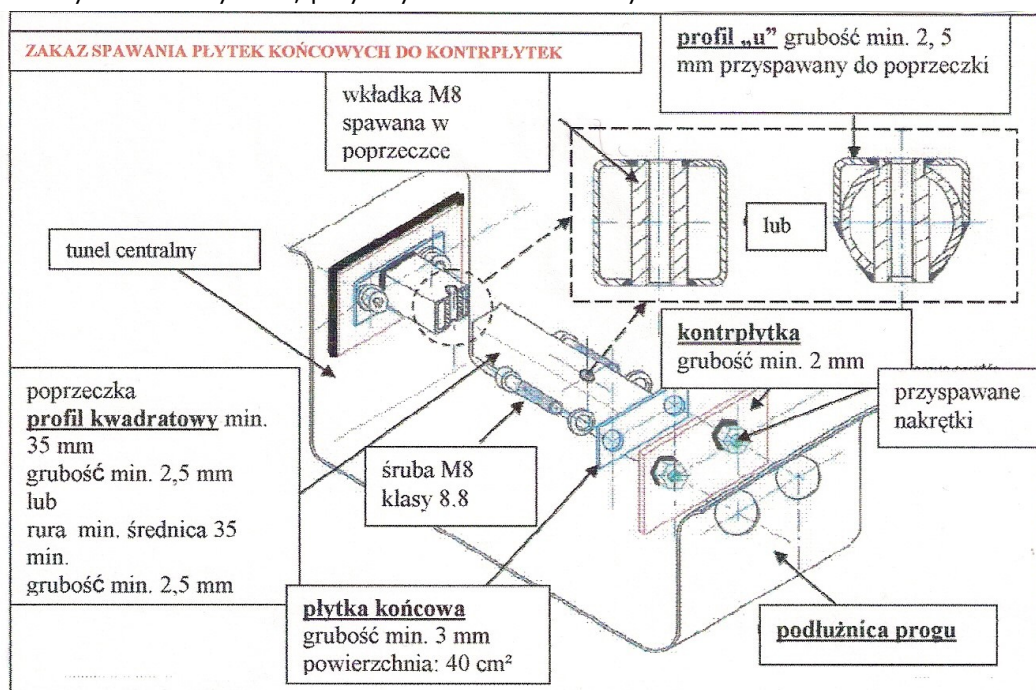 ZAKAZ SPAWANIA PŁYTEK KOŃCOWYCH DO KONTRPŁYTEK
profil „u” grubość min. 2, 5
mm przyspawany do poprzeczki
wkładka M8
spawana w
poprzeczce
lub
tunel centralny
kontrpłytka
grubość min. 2 mm
przyspawane
nakrętki
poprzeczka
profil kwadratowy min.
35 mm
grubość min. 2,5 mm
lub
rura min. średnica 35
min.
grubość min. 2,5 mm
śruba M8
klasy 8.8
płytka końcowa
grubość min. 3 mm
powierzchnia: 40 cm²
podłużnica progu